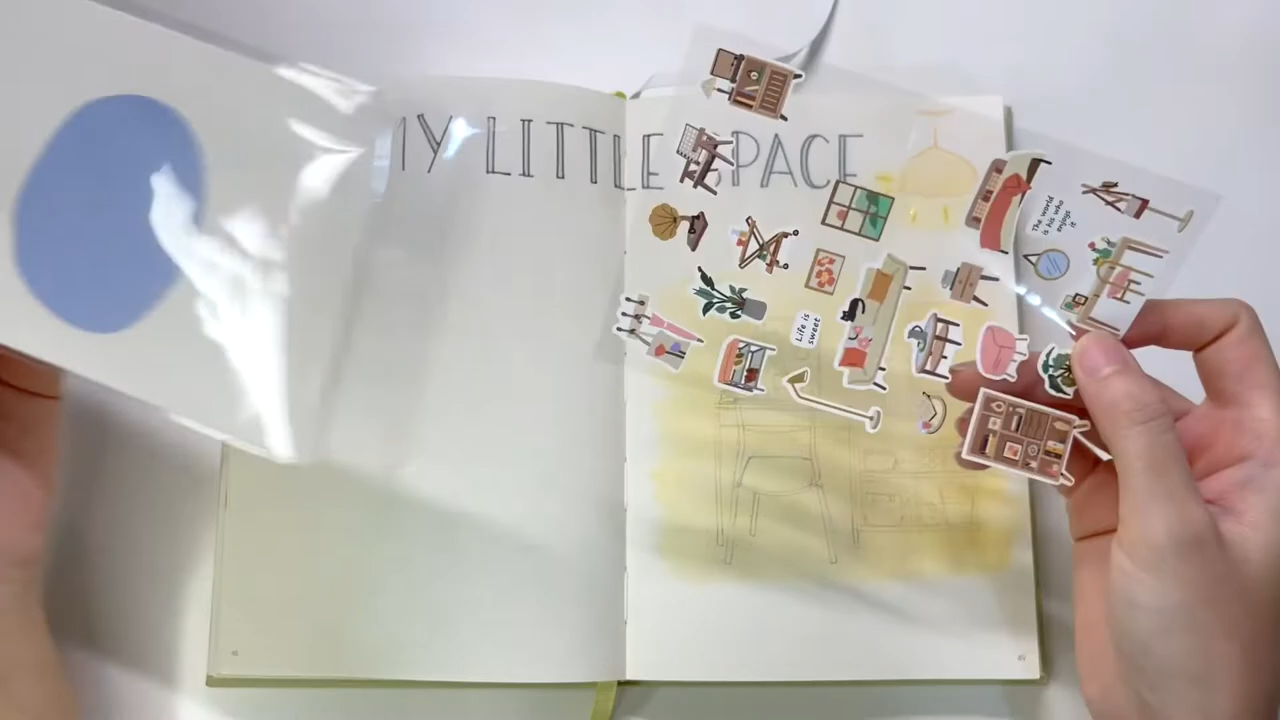 MY LITTLE SPACE
The world
is his who
enjoys
it
Life is
sweet